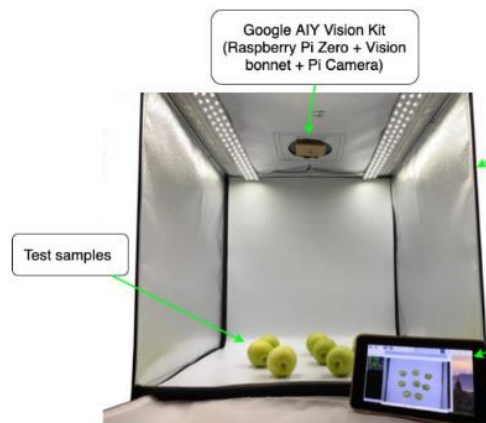 Google AIY Vision Kit
(Raspberry Pi Zero + Vision
bonnet + Pi Camera)
Test samples